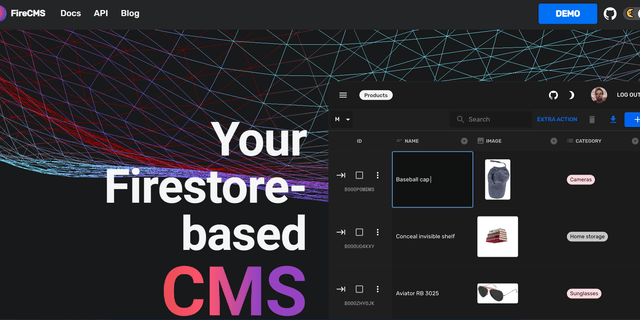 FireCMS Docs API Blog DEMO
Your
Firestore-
based
CMS
Products LOG OUT
M Search EXTRA ACTION
ID NAME IMAGE CATEGORY
Baseball cap Cameras
Conceal invisible shelf Home storage
Aviator RB 3025 Sunglasses